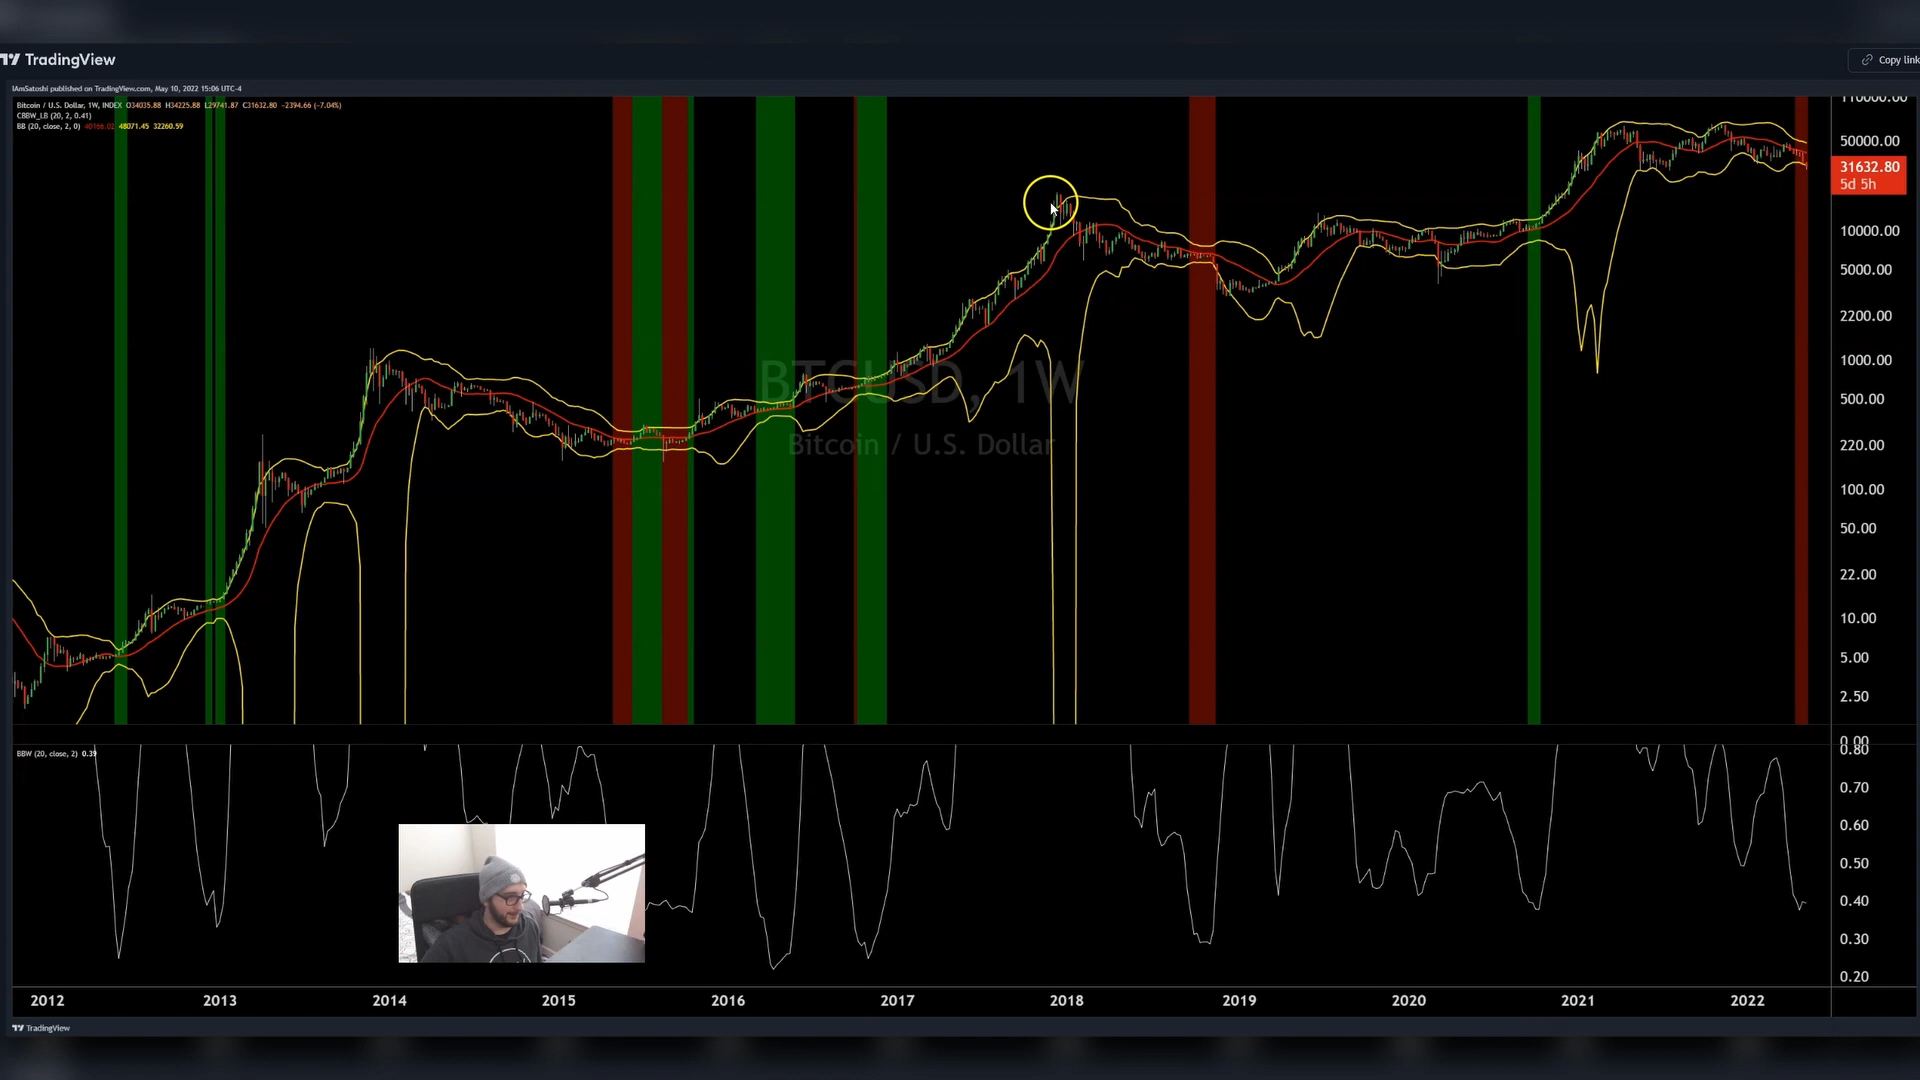 TradingView
Copy link
IAmSatoshi published on TradingView.com, May 10, 2022 15:06 UTC-4
Bitcoin / U.S. Dollar, 1W, INDEX O34035.88 H34225.88 L29741.87 C31632.80 −2394.66 (−7.04%)
CBBW_LB (20, 2, 0.41)
BB (20, close, 2, 0) 40166.02 48071.45 32260.59
110000.00
50000.00
31632.80
5d 5h
10000.00
5000.00
2200.00
1000.00
500.00
220.00
100.00
50.00
22.00
10.00
5.00
2.50
0.00
BTCUSD, 1W
Bitcoin / U.S. Dollar
BBW (20, close, 2) 0.39
0.80
0.70
0.60
0.50
0.40
0.30
0.20
2012 2013 2014 2015 2016 2017 2018 2019 2020 2021 2022
TradingView